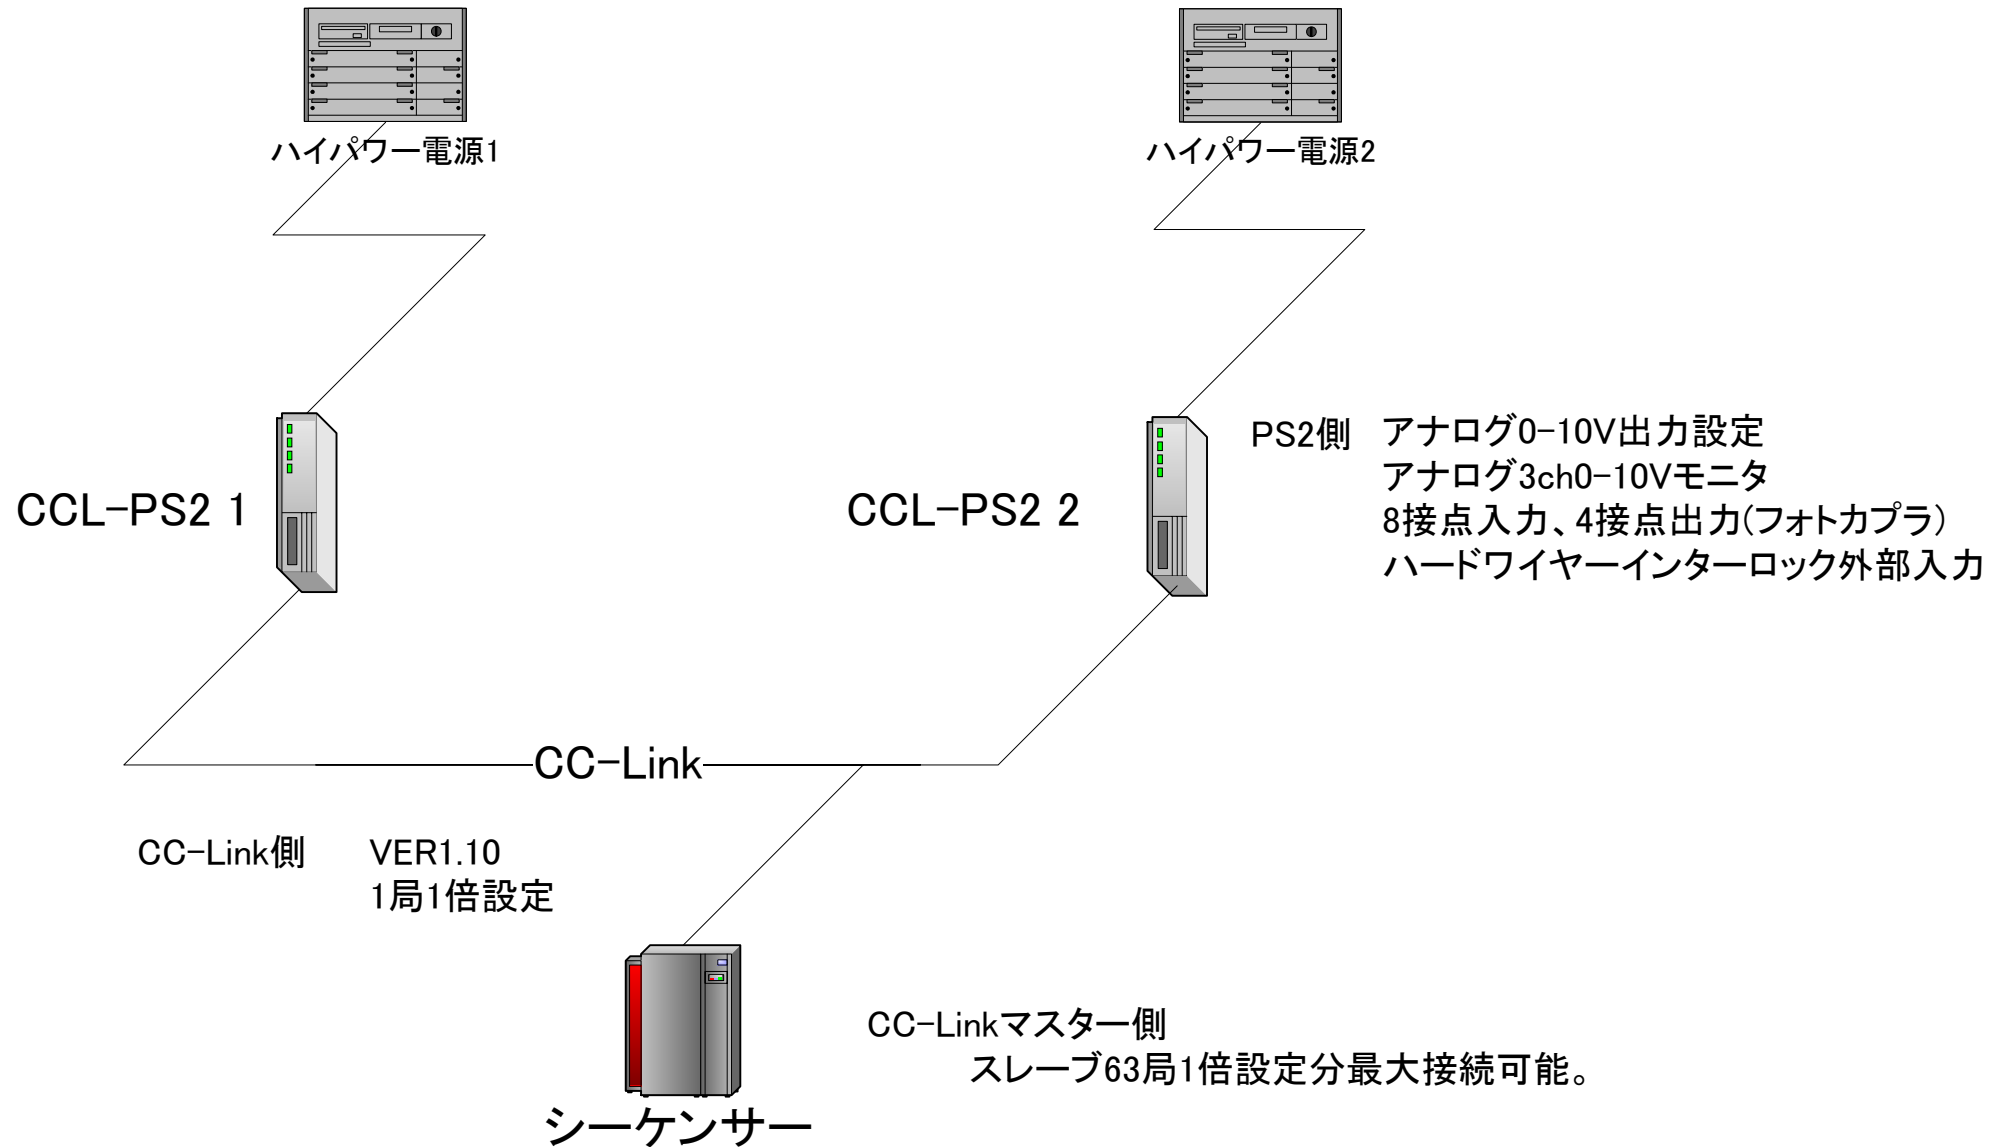 ハイパワー電源1
ハイパワー電源2
CCL-PS2 1
CCL-PS2 2
PS2側
アナログ0-10V出力設定
アナログ3ch0-10Vモニタ
8接点入力、4接点出力(フォトカプラ)
ハードワイヤーインターロック外部入力
CC-Link
CC-Link側
VER1.10
1局1倍設定
CC-Linkマスター側
スレーブ63局1倍設定分最大接続可能。
シーケンサー